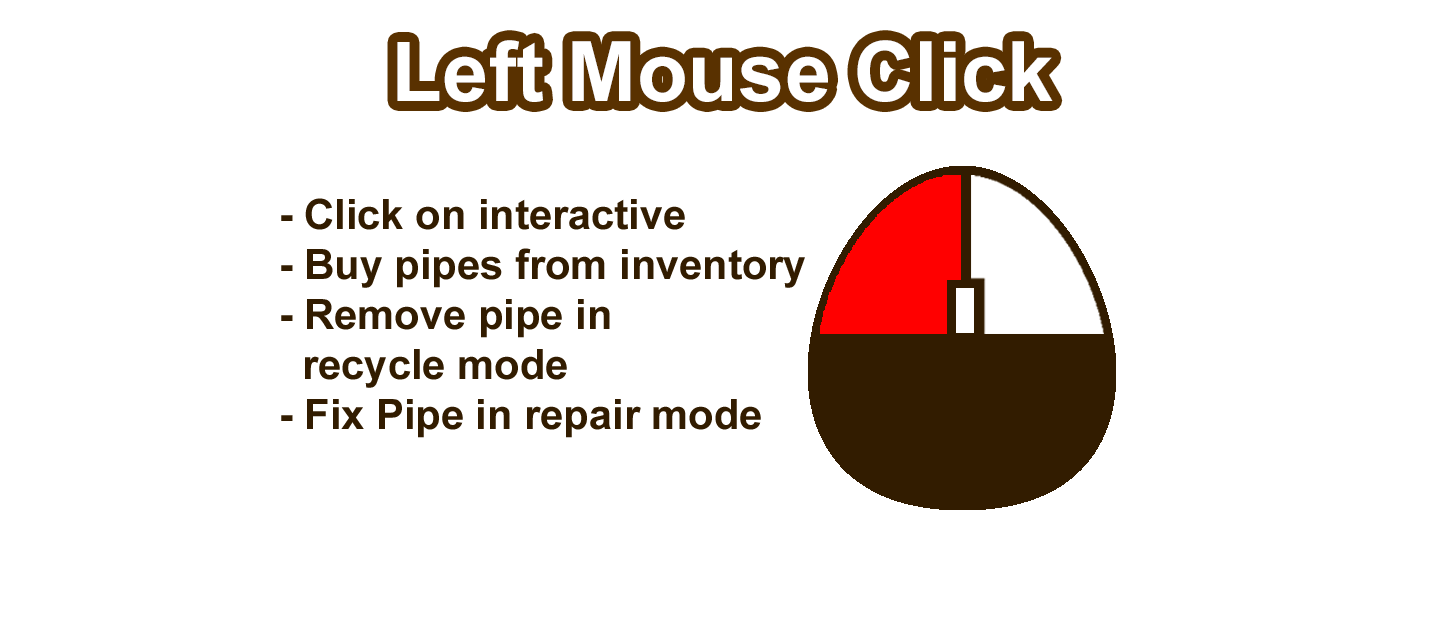 Left Mouse Click
- Click on interactive
- Buy pipes from inventory
- Remove pipe in
recycle mode
- Fix Pipe in repair mode